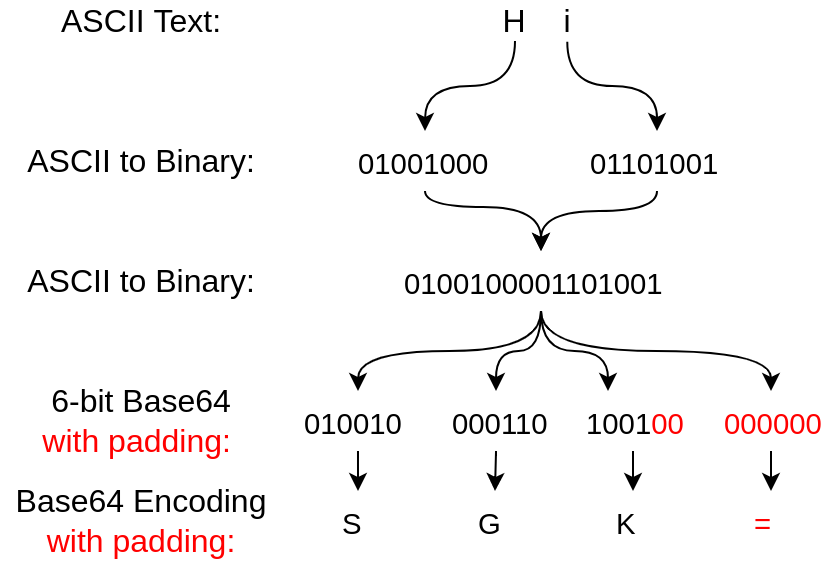 ASCII Text: H i
ASCII to Binary: 01001000 01101001
ASCII to Binary: 0100100001101001
6-bit Base64
with padding: 010010 000110 100100 000000
Base64 Encoding
with padding: S G K =